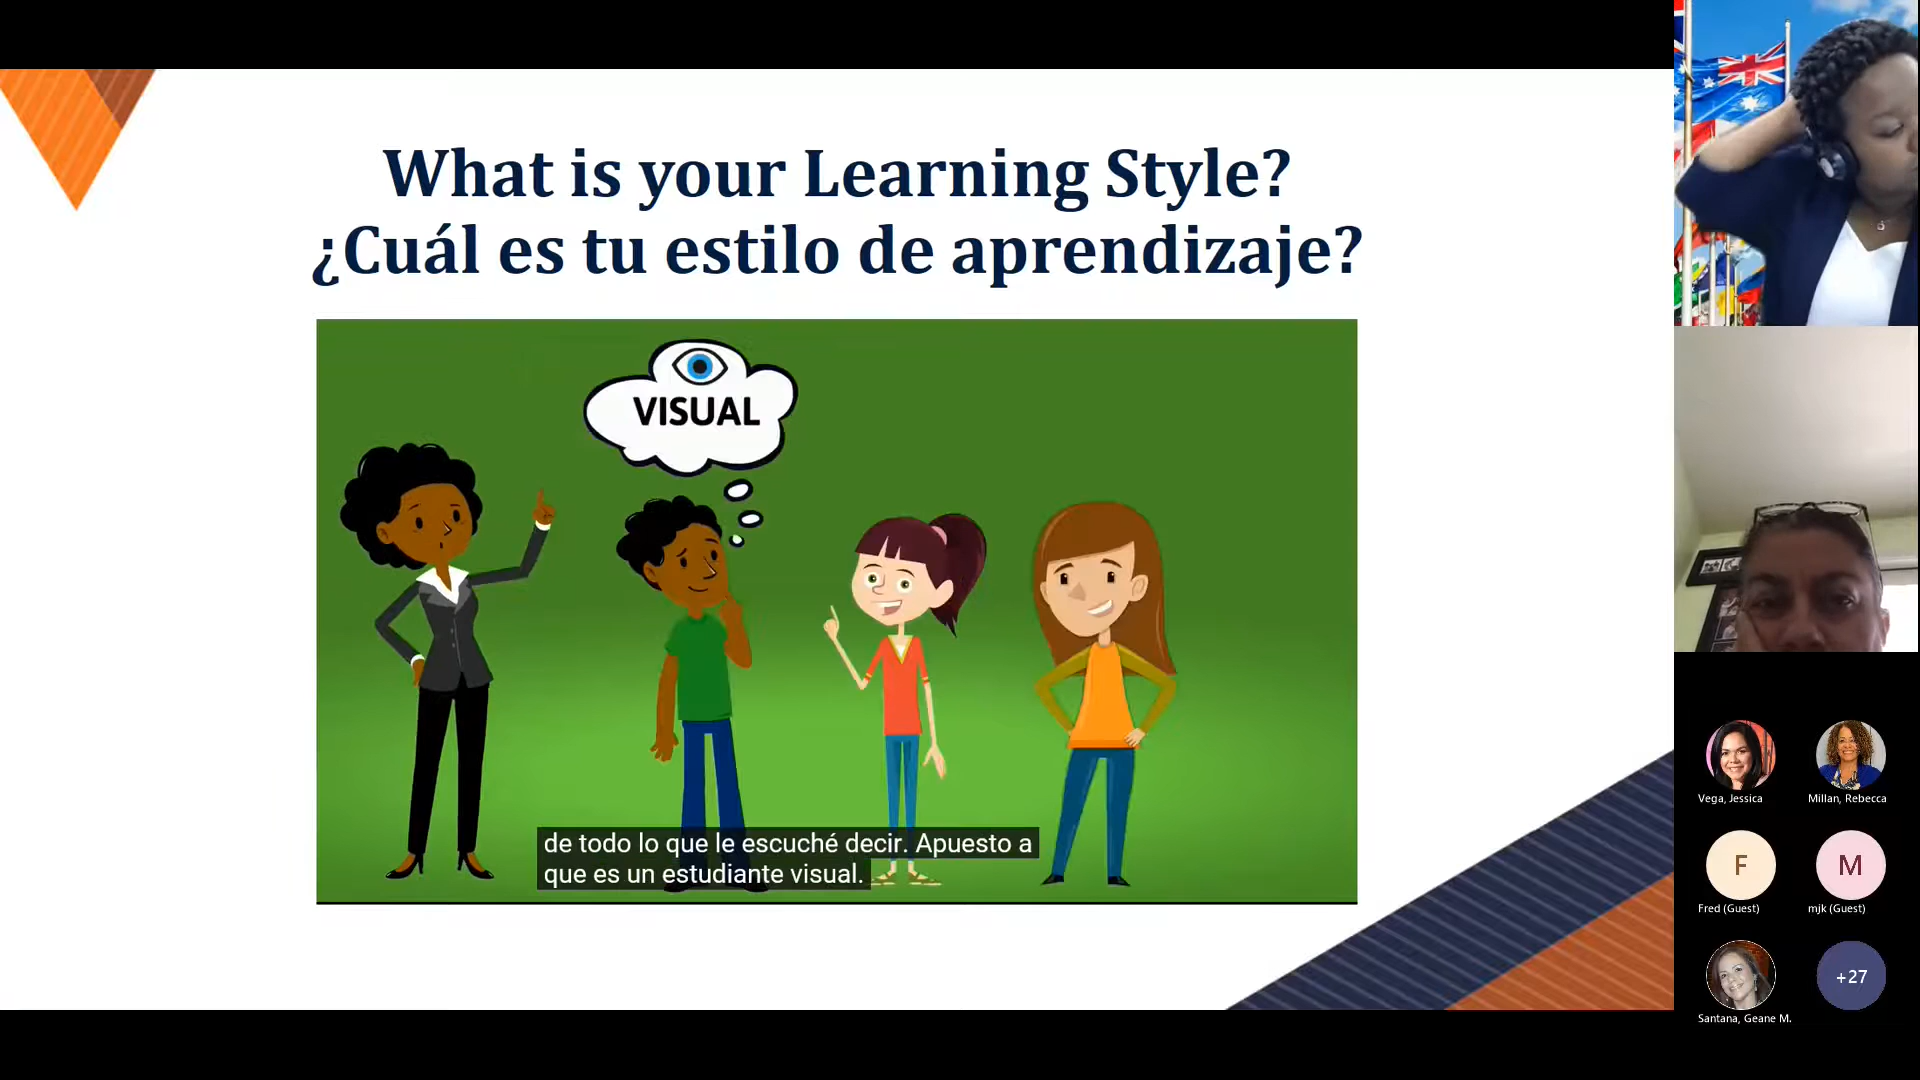 What is your Learning Style?
¿Cuál es tu estilo de aprendizaje?
VISUAL
de todo lo que le escuché decir. Apuesto a
que es un estudiante visual.
Vega, Jessica
Millan, Rebecca
F
M
Fred (Guest)
mjk (Guest)
+27
Santana, Geane M.